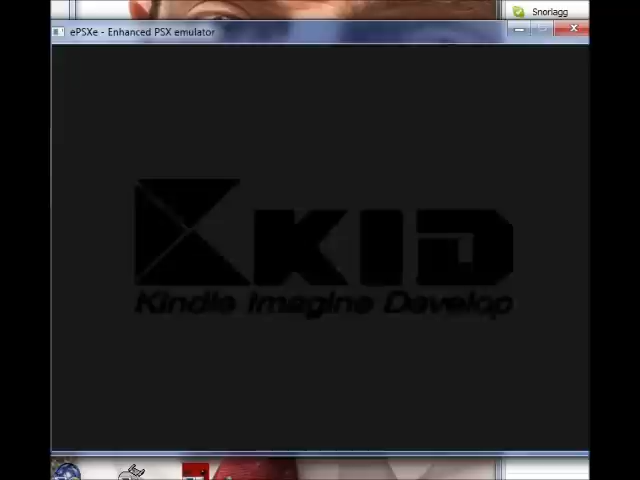 Snorlagg
ePSXe - Enhanced PSX emulator
KID
Kindle Imagine Develop